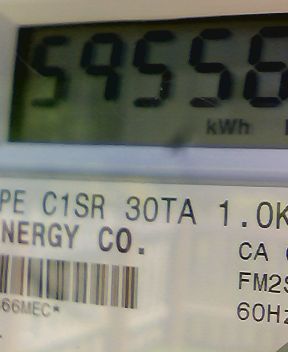 59556
kWh
PE C1SR 30TA 1.0K
NERGY CO.
CA
FM2S
66MEC*
60Hz